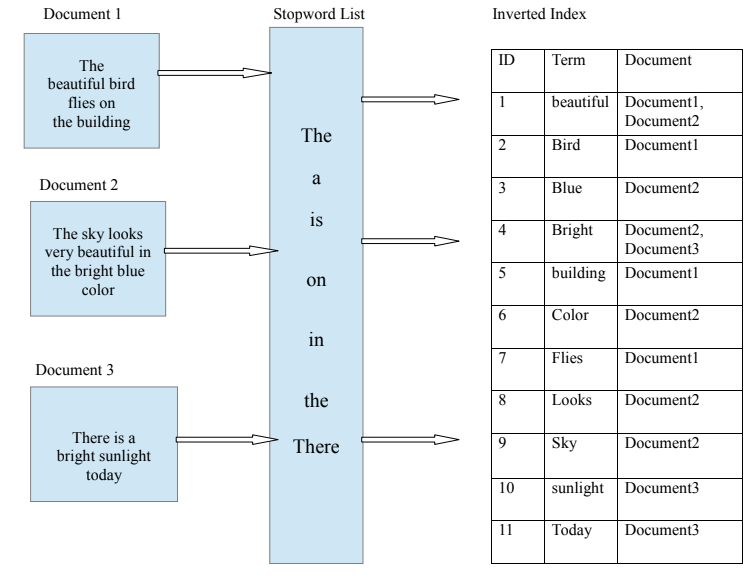 Document 1
The
beautiful bird
flies on
the building
Document 2
The sky looks
very beautiful in
the bright blue
color
Document 3
There is a
bright sunlight
today
Stopword List
The
a
is
on
in
the
There
Inverted Index
ID Term Document
1 beautiful Document1,
Document2
2 Bird Document1
3 Blue Document2
4 Bright Document2,
Document3
5 building Document1
6 Color Document2
7 Flies Document1
8 Looks Document2
9 Sky Document2
10 sunlight Document3
11 Today Document3